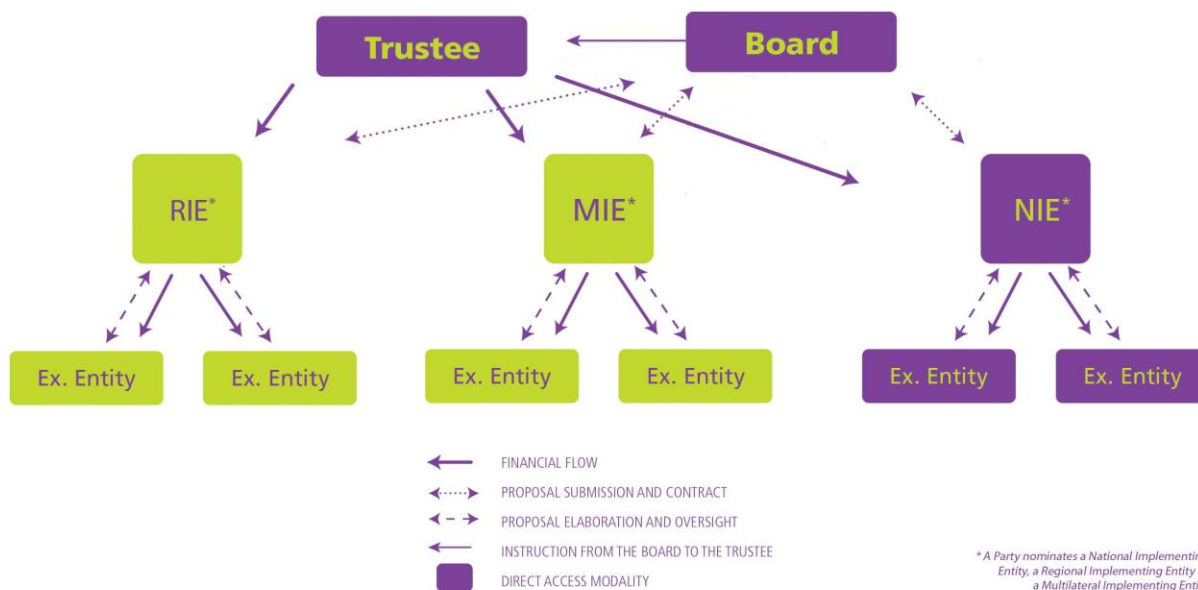 Trustee
Board
RIE*
MIE*
NIE*
Ex. Entity
Ex. Entity
Ex. Entity
Ex. Entity
Ex. Entity
Ex. Entity
FINANCIAL FLOW
PROPOSAL SUBMISSION AND CONTRACT
PROPOSAL ELABORATION AND OVERSIGHT
INSTRUCTION FROM THE BOARD TO THE TRUSTEE
DIRECT ACCESS MODALITY
* A Party nominates a National
Entity, a Regional Implementing Entity
a Multilateral Implementing